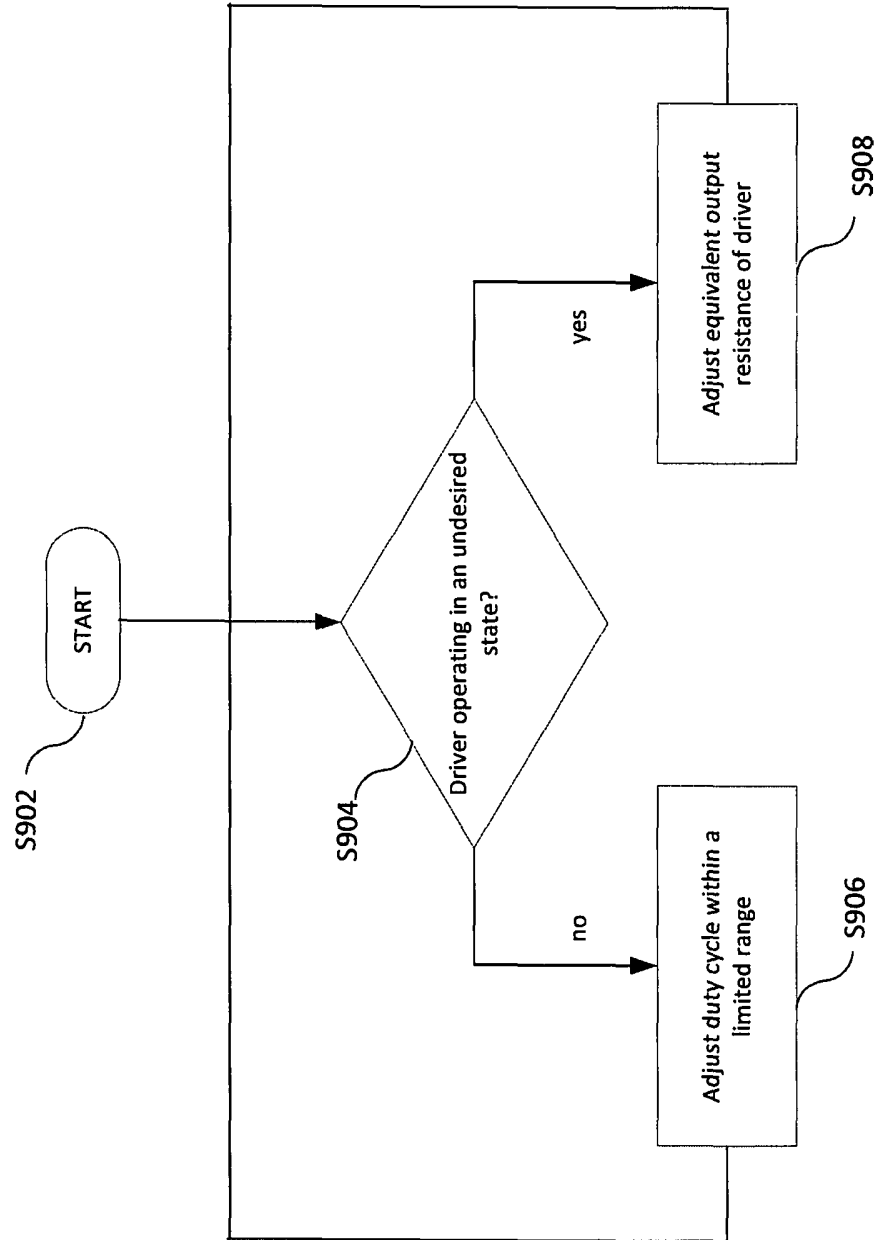 S902
START
S904
Driver operating in an undesired
state?
no
yes
Adjust duty cycle within a
limited range
S906
Adjust equivalent output
resistance of driver
S908